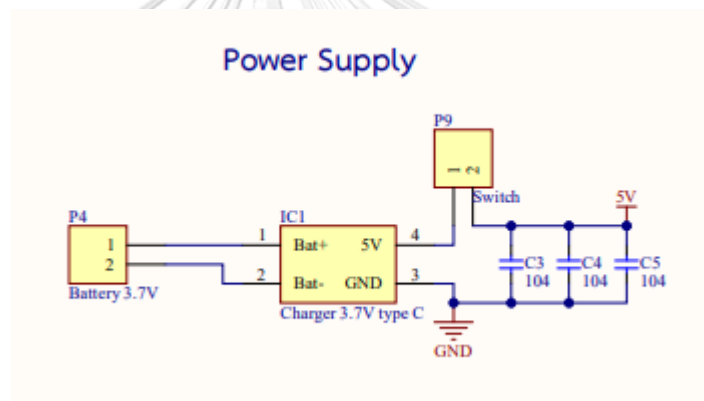 Power Supply
P9
1 2
Switch
5V
P4
1
2
Battery 3.7V
IC1
1 Bat+ 5V 4
2 Bat- GND 3
Charger 3.7V type C
C3
104
C4
104
C5
104
GND